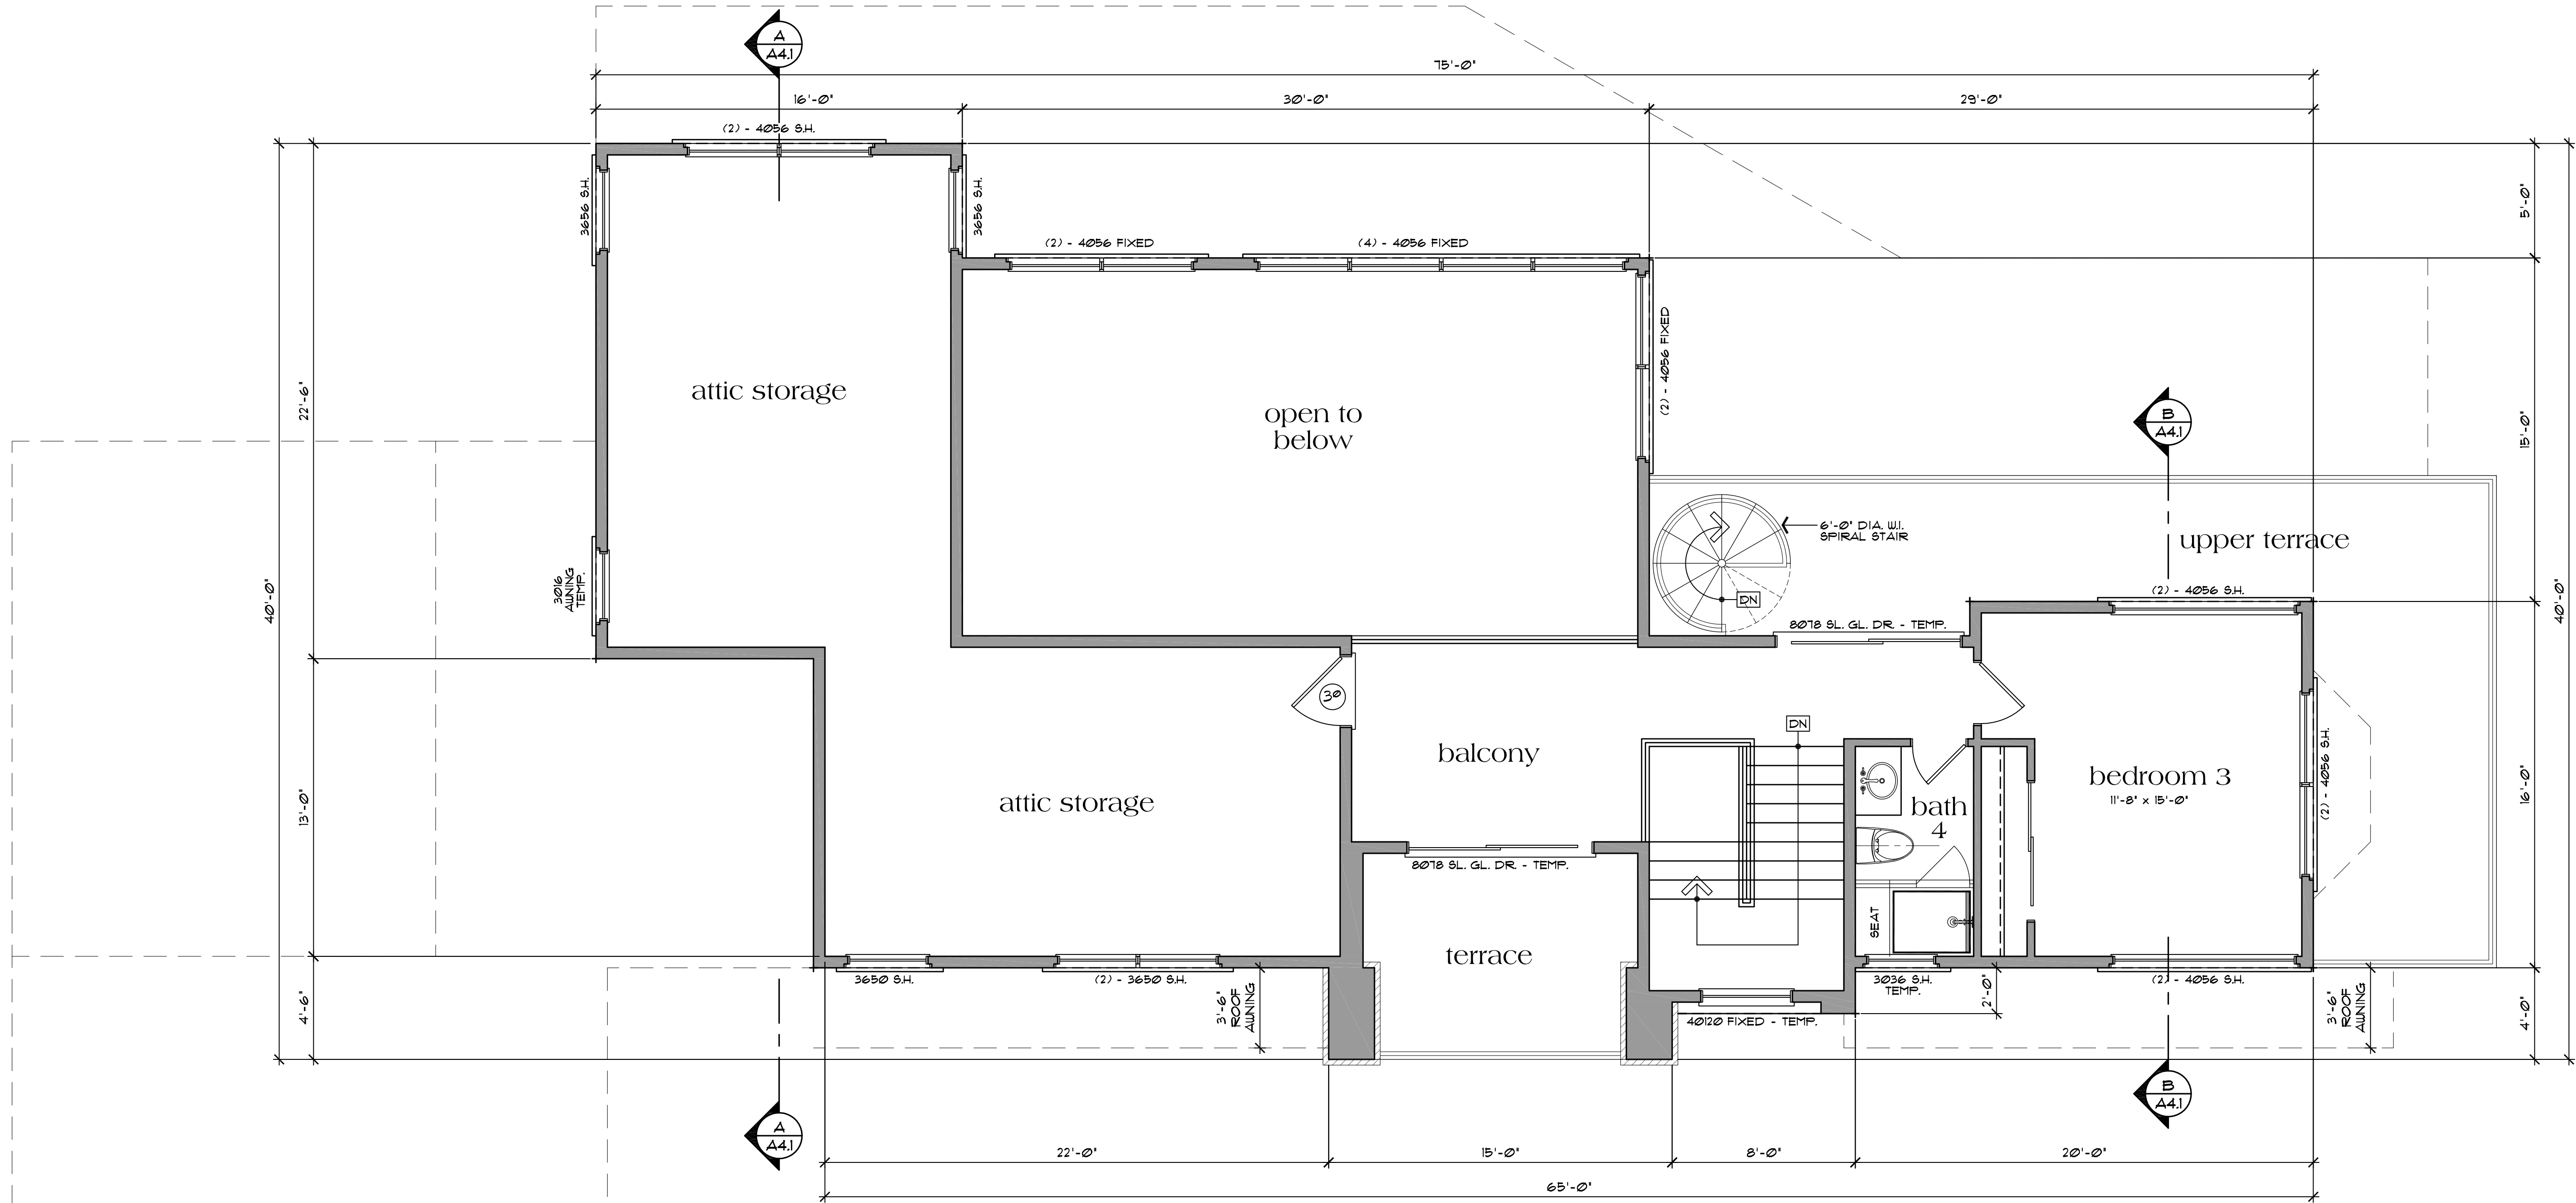 A
A4.1
75'-0"
16'-0"
30'-0"
29'-0"
(2) - 4056 S.H.
3656 S.H.
3656 S.H.
5'-0"
(2) - 4056 FIXED
(4) - 4056 FIXED
(2) - 4056 FIXED
22'-6"
attic storage
open to
below
B
A4.1
15'-0"
6'-0" DIA. W.I.
SPIRAL STAIR
upper terrace
40'-0"
3016
AWNING
TEMP.
DN
(2) - 4056 S.H.
40'-0"
8078 SL. GL. DR. - TEMP.
30
DN
balcony
bedroom 3
11'-8" x 15'-0"
(2) - 4056 S.H.
16'-0"
13'-0"
attic storage
bath
4
8078 SL. GL. DR. - TEMP.
SEAT
terrace
3650 S.H.
(2) - 3650 S.H.
3036 S.H.
TEMP.
(2) - 4056 S.H.
4'-6"
3'-6"
ROOF
AWNING
2'-0"
3'-6"
ROOF
AWNING
4'-0"
40120 FIXED - TEMP.
B
A4.1
A
A4.1
22'-0"
15'-0"
8'-0"
20'-0"
65'-0"